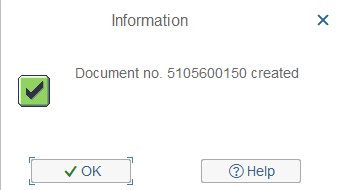 Information
Document no. 5105600150 created
OK
Help